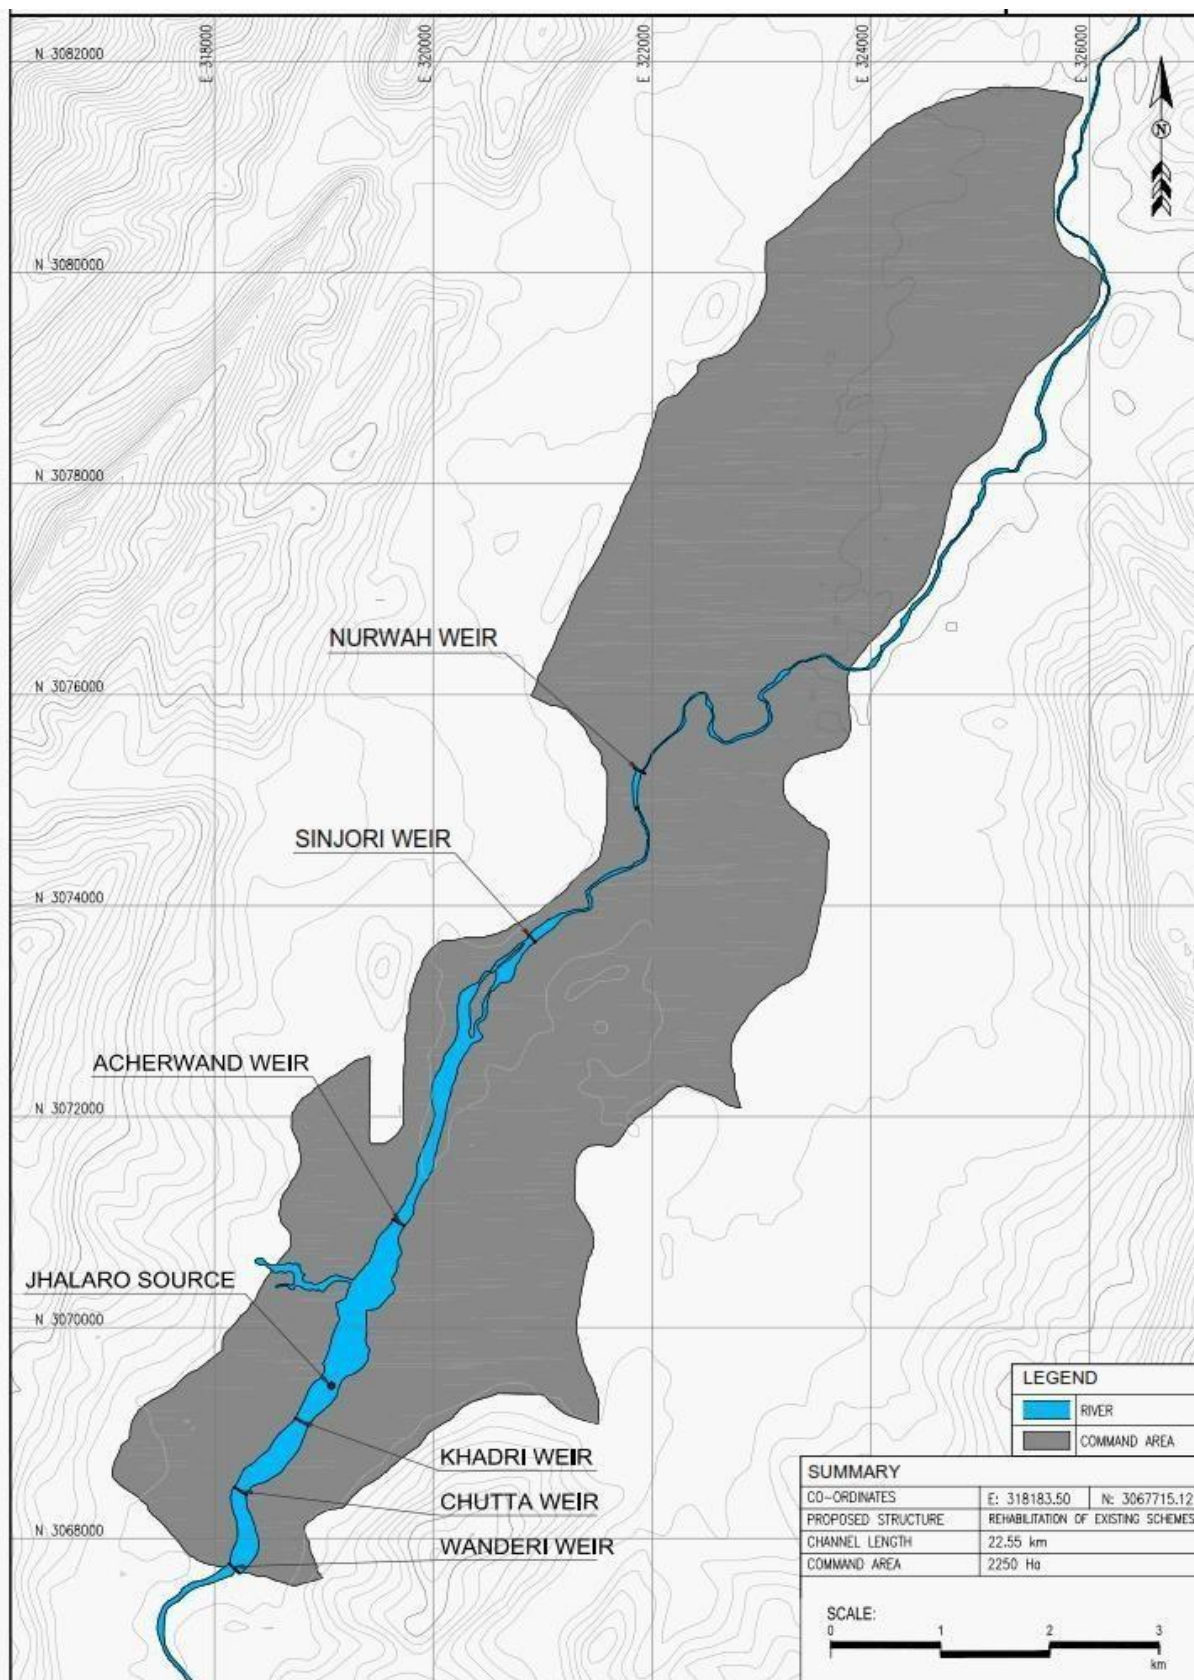 E 318000
E 320000
E 322000
E 324000
E 326000
N 3082000
N
N 3080000
N 3078000
NURWAH WEIR
N 3076000
SINJORI WEIR
N 3074000
ACHERWAND WEIR
N 3072000
JHALARO SOURCE
N 3070000
KHADRI WEIR
CHUTTA WEIR
N 3068000
WANDERI WEIR
LEGEND
RIVER
COMMAND AREA
SUMMARY
CO-ORDINATES E: 318183.50 N: 3067715.12
PROPOSED STRUCTURE REHABILITATION OF EXISTING SCHEMES
CHANNEL LENGTH 22.55 km
COMMAND AREA 2250 Ha
SCALE:
0 1 2 3
km